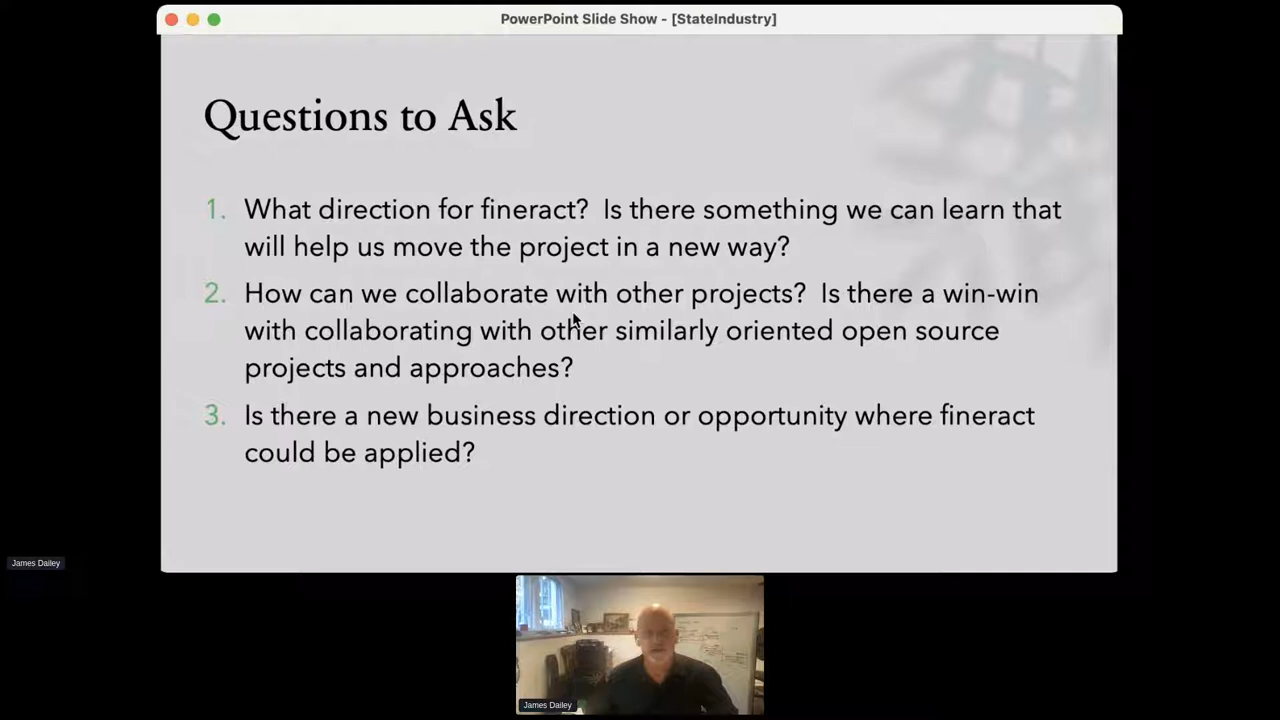 PowerPoint Slide Show - [StateIndustry]
Questions to Ask
1. What direction for fineract? Is there something we can learn that
will help us move the project in a new way?
2. How can we collaborate with other projects? Is there a win-win
with collaborating with other similarly oriented open source
projects and approaches?
3. Is there a new business direction or opportunity where fineract
could be applied?
James Dailey
James Dailey